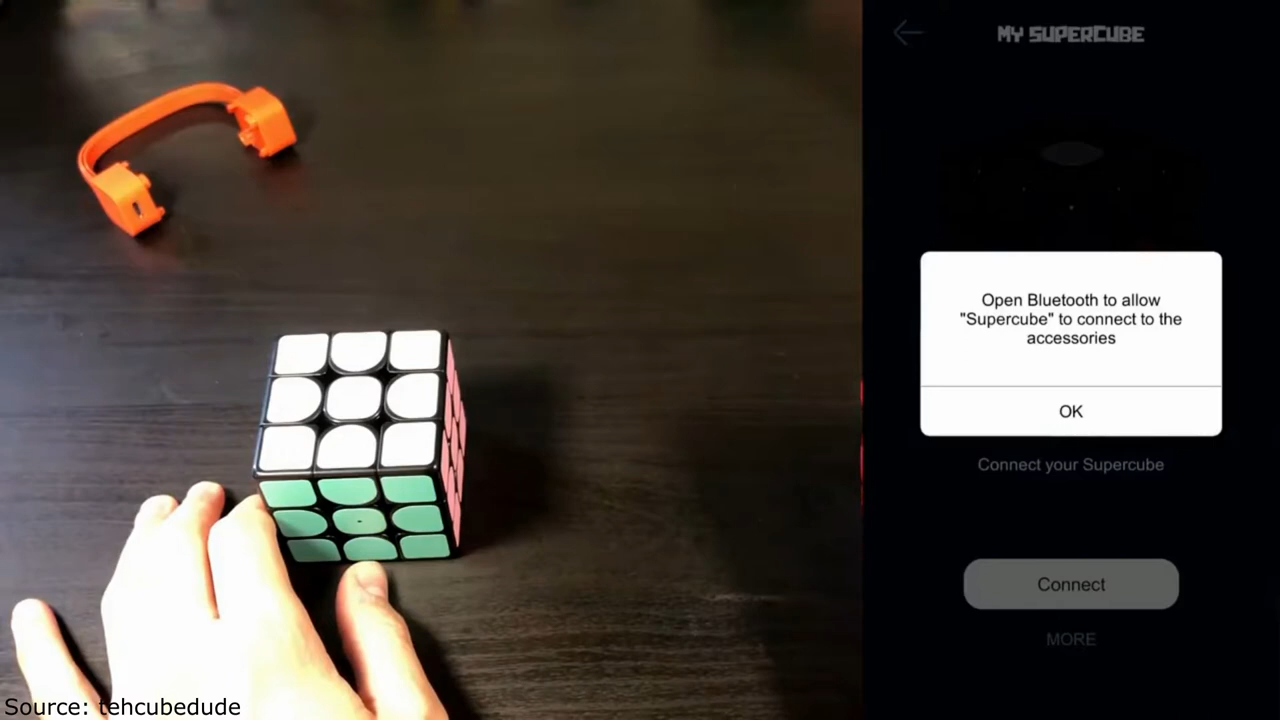 MY SUPERCUBE
Open Bluetooth to allow
"Supercube" to connect to the
accessories
OK
Connect your Supercube
Connect
MORE
Source: tehcubedude